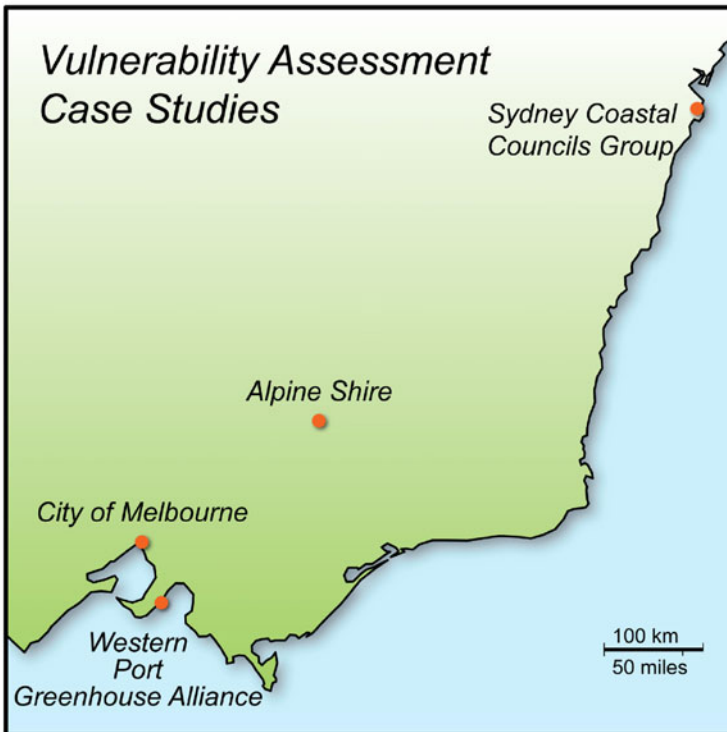 Vulnerability Assessment
Case Studies
Sydney Coastal
Councils Group
Alpine Shire
City of Melbourne
Western
Port
Greenhouse Alliance
100 km
50 miles